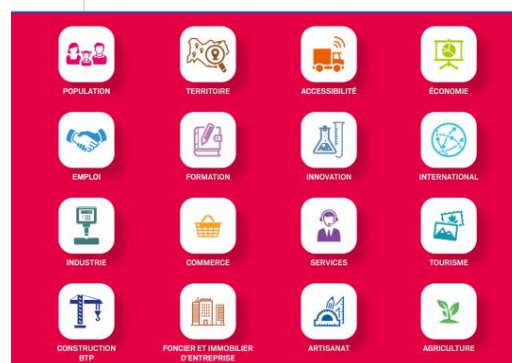 POPULATION
TERRITOIRE
ACCESSIBILITÉ
ÉCONOMIE
EMPLOI
FORMATION
INNOVATION
INTERNATIONAL
INDUSTRIE
COMMERCE
SERVICES
TOURISME
CONSTRUCTION
BTP
FONCIER ET IMMOBILIER
D'ENTREPRISE
ARTISANAT
AGRICULTURE